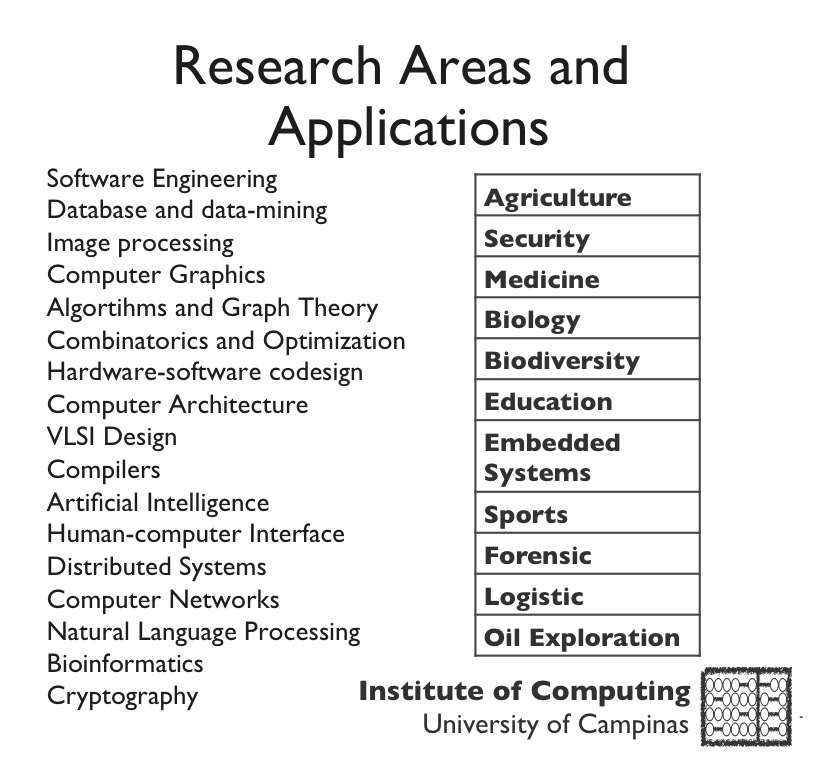 Research Areas and
Applications
Software Engineering
Database and data-mining
Image processing
Computer Graphics
Algortihms and Graph Theory
Combinatorics and Optimization
Hardware-software codesign
Computer Architecture
VLSI Design
Compilers
Artificial Intelligence
Human-computer Interface
Distributed Systems
Computer Networks
Natural Language Processing
Bioinformatics
Cryptography
Agriculture
Security
Medicine
Biology
Biodiversity
Education
Embedded
Systems
Sports
Forensic
Logistic
Oil Exploration
Institute of Computing
University of Campinas